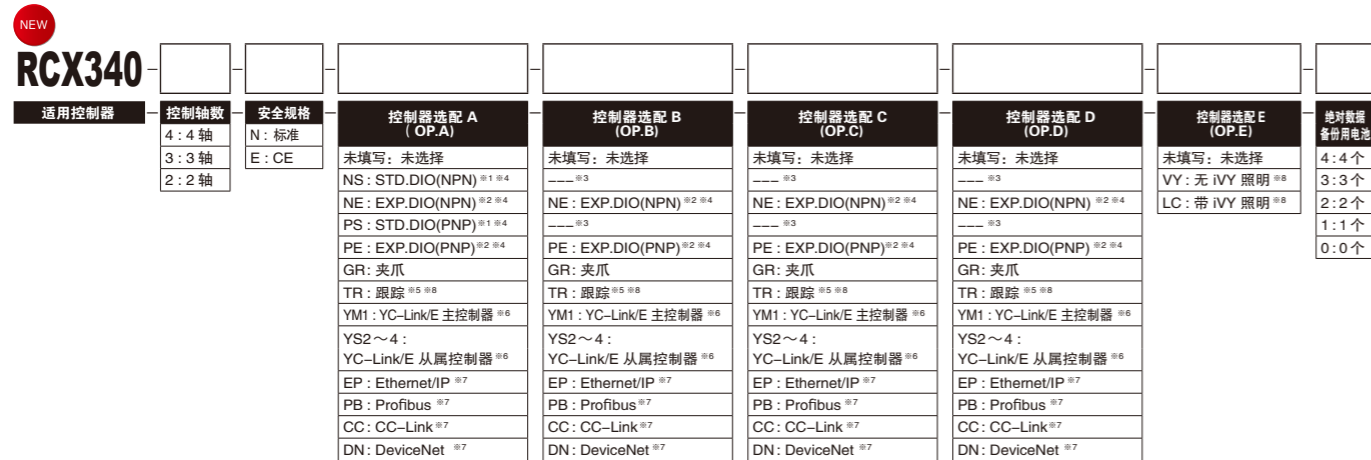 NEW
RCX340-
适用控制器
控制轴数
4 : 4 轴
3 : 3 轴
2 : 2 轴
安全规格
N : 标准
E : CE
控制器选配 A
( OP.A)
未填写：未选择
NS : STD.DIO(NPN) ※1 ※4
NE : EXP.DIO(NPN) ※2 ※4
PS : STD.DIO(PNP) ※1 ※4
PE : EXP.DIO(PNP) ※2 ※4
GR : 夹爪
TR : 跟踪 ※5 ※8
YM1 : YC-Link/E 主控制器 ※6
YS2～4 :
YC-Link/E 从属控制器 ※6
EP : Ethernet/IP ※7
PB : Profibus ※7
CC : CC-Link ※7
DN : DeviceNet ※7
控制器选配 B
(OP.B)
未填写：未选择
––– ※3
NE : EXP.DIO(NPN) ※2 ※4
––– ※3
PE : EXP.DIO(PNP) ※2 ※4
GR : 夹爪
TR : 跟踪 ※5 ※8
YM1 : YC-Link/E 主控制器 ※6
YS2～4 :
YC-Link/E 从属控制器 ※6
EP : Ethernet/IP ※7
PB : Profibus ※7
CC : CC-Link ※7
DN : DeviceNet ※7
控制器选配 C
(OP.C)
未填写：未选择
––– ※3
NE : EXP.DIO(NPN) ※2 ※4
––– ※3
PE : EXP.DIO(PNP) ※2 ※4
GR : 夹爪
TR : 跟踪 ※5 ※8
YM1 : YC-Link/E 主控制器 ※6
YS2～4 :
YC-Link/E 从属控制器 ※6
EP : Ethernet/IP ※7
PB : Profibus ※7
CC : CC-Link ※7
DN : DeviceNet ※7
控制器选配 D
(OP.D)
未填写：未选择
––– ※3
NE : EXP.DIO(NPN) ※2 ※4
––– ※3
PE : EXP.DIO(PNP) ※2 ※4
GR : 夹爪
TR : 跟踪 ※5 ※8
YM1 : YC-Link/E 主控制器 ※6
YS2～4 :
YC-Link/E 从属控制器 ※6
EP : Ethernet/IP ※7
PB : Profibus ※7
CC : CC-Link ※7
DN : DeviceNet ※7
控制器选配 E
(OP.E)
未填写：未选择
VY : 无 iVY 照明 ※8
LC : 带 iVY 照明 ※8
绝对数据
备份用电池
4 : 4 个
3 : 3 个
2 : 2 个
1 : 1 个
0 : 0 个